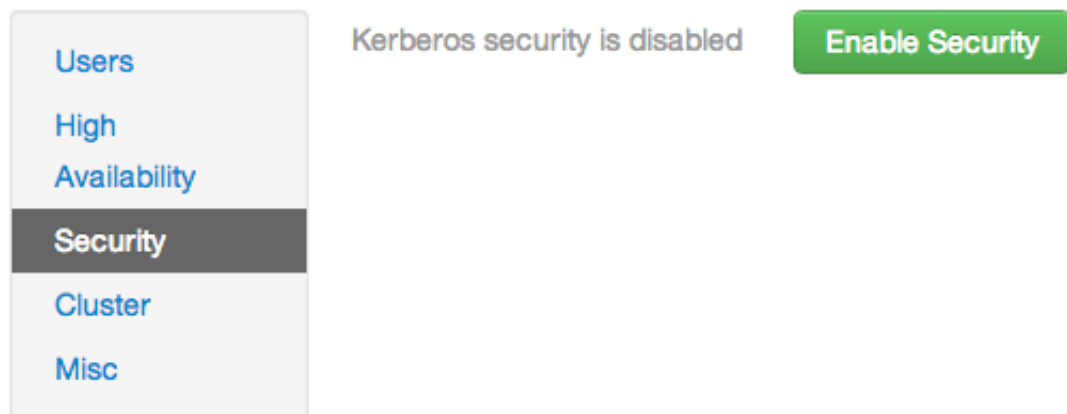 Users
High
Availability
Security
Cluster
Misc
Kerberos security is disabled
Enable Security